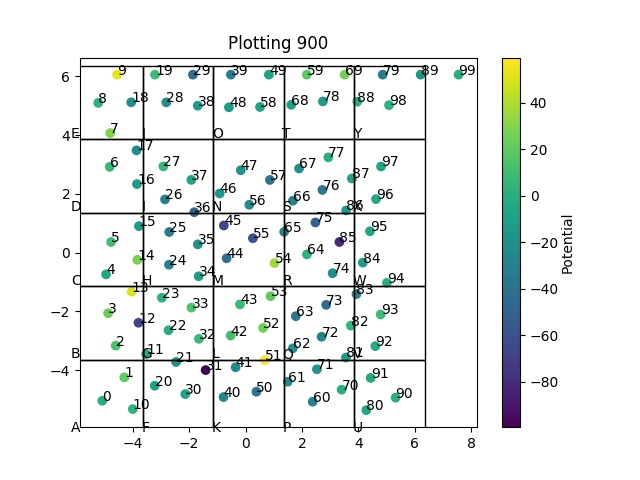 Plotting 900
9 19 29 39 49 59 69 79 89 99
8 18 28 38 48 58 68 78 88 98
7
E J O T Y
17 27 37 47 57 67 77 87 97
6 16 26 36 46 56 66 76 86 96
D I N S X
5 15 25 35 45 55 65 75 85 95
4 14 24 34 44 54 64 74 84 94
C H M R W
3 13 23 33 43 53 63 73 83 93
2 12 22 32 42 52 62 72 82 92
B L Q V
1 11 21 31 41 51 61 71 81 91
0 10 20 30 40 50 60 70 80 90
A F K P U
6
4
2
0
−2
−4
−4 −2 0 2 4 6 8
40
20
0
−20
−40
−60
−80
Potential